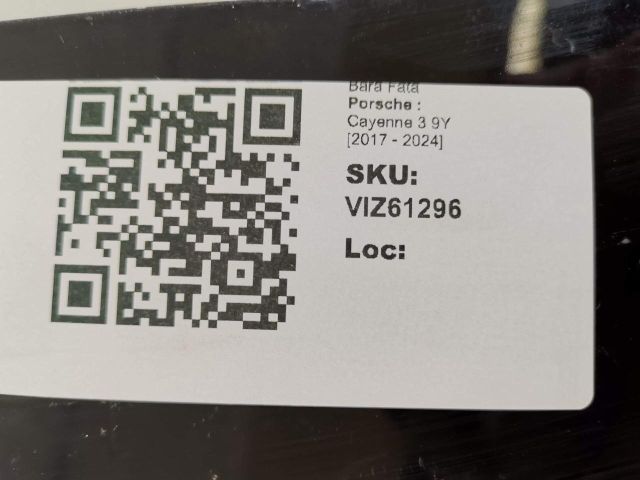 Bara Fata
Porsche :
Cayenne 3 9Y
[2017 - 2024]
SKU:
VIZ61296
Loc: